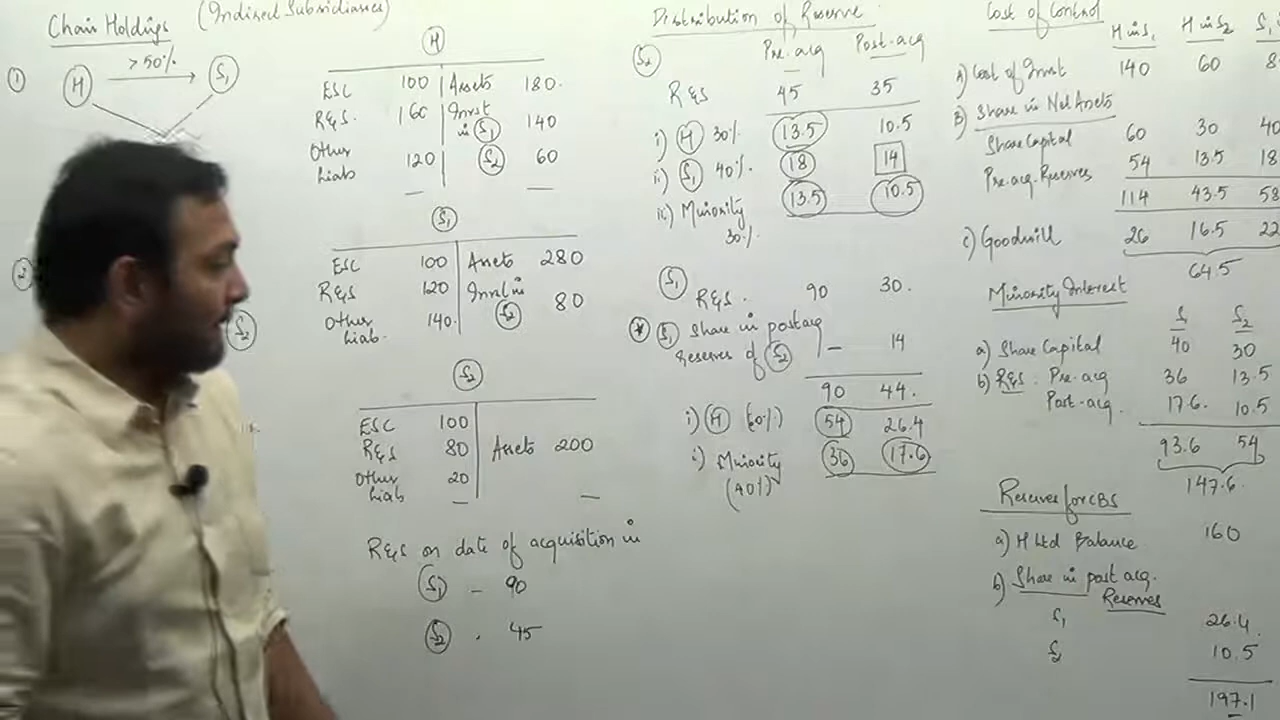 Chain Holdings (Indirect Subsidiaries)
① >50%
H S₁
②
S₂
H
ESC 100 Assets 180.
R&S. 160 Invst in S₁ 140
Other Liab 120 S₂ 60
S₁
ESC 100 Assets 280
R&S 120 Invst in S₂ 80
Other Liab. 140.
S₂
ESC 100
R&S 80 Assets 200
Other Liab 20
R&S on date of acquisition in
S₁ - 90
S₂ . 45
Distribution of Reserve
S₂ Pre-acq Post-acq
R&S 45 35
i) H 30% 13.5 10.5
ii) S₁ 40% 18 14
iii) Minority 30% 13.5 10.5
S₁
R&S. 90 30.
* S₁ Share in postacq
Reserves of S₂ - 14
90 44.
i) H (60%) 54 26.4
i) Minority (40%) 36 17.6
Cost of Control
H in S₁ H in S₂ S₁
A) Cost of Invst 140 60 8
B) Share in Net Assets
Share Capital 60 30 40
Pre-acq. Reserves 54 13.5 18
114 43.5 58
c) Goodwill 26 16.5 22
64.5
Minority Interest
S₁ S₂
a) Share Capital 40 30
b) R&S: Pre-acq 36 13.5
Post-acq. 17.6. 10.5
93.6 54
147.6.
Reserves for CBS
a) H Ltd Balance 160
b) Share in post acq.
Reserves
S₁ 26.4
S₂ 10.5
197.1